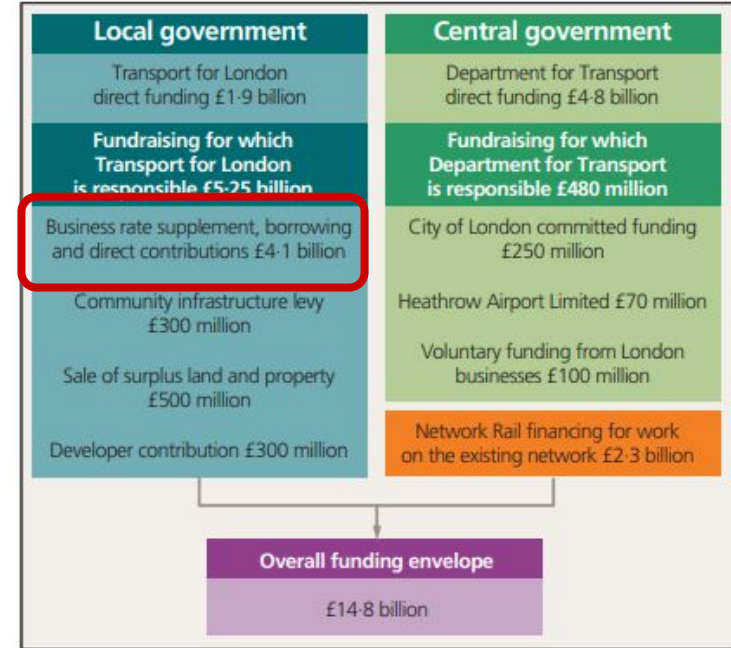 Local government
Transport for London
direct funding £1·9 billion
Fundraising for which
Transport for London
is responsible £5·25 billion
Business rate supplement, borrowing
and direct contributions £4·1 billion
Community infrastructure levy
£300 million
Sale of surplus land and property
£500 million
Developer contribution £300 million
Central government
Department for Transport
direct funding £4·8 billion
Fundraising for which
Department for Transport
is responsible £480 million
City of London committed funding
£250 million
Heathrow Airport Limited £70 million
Voluntary funding from London
businesses £100 million
Network Rail financing for work
on the existing network £2·3 billion
Overall funding envelope
£14·8 billion